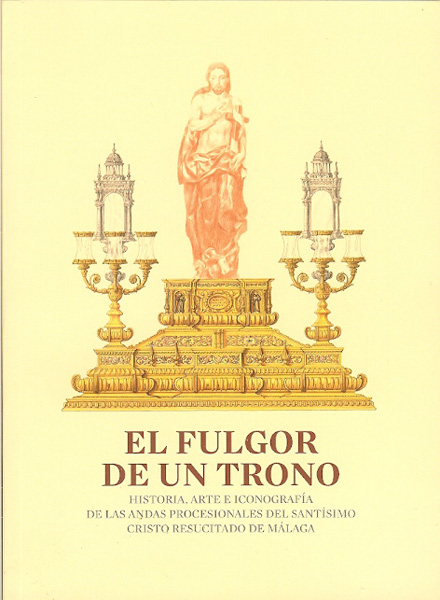 EL FULGOR
DE UN TRONO
HISTORIA, ARTE E ICONOGRAFÍA
DE LAS ANDAS PROCESIONALES DEL SANTÍSIMO
CRISTO RESUCITADO DE MÁLAGA